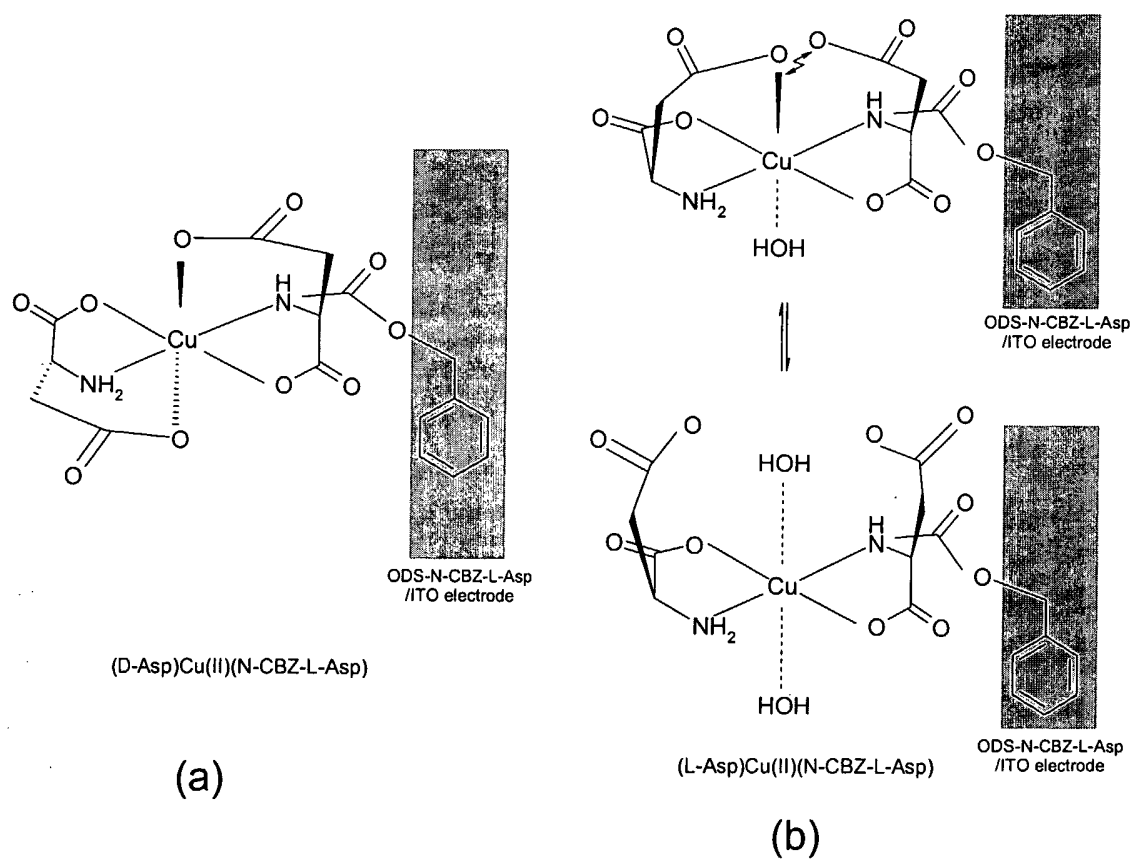 O
O
H
O
O
O
N
O
Cu
NH2
O
O
O
O
ODS-N-CBZ-L-Asp
/ITO electrode
(D-Asp)Cu(II)(N-CBZ-L-Asp)
(a)
O
O
O
O
O
H
O
O
N
O
Cu
NH2
O
O
HOH
ODS-N-CBZ-L-Asp
/ITO electrode
O
O
O
O
HOH
O
H
O
O
N
O
Cu
NH2
O
O
HOH
ODS-N-CBZ-L-Asp
/ITO electrode
(L-Asp)Cu(II)(N-CBZ-L-Asp)
(b)